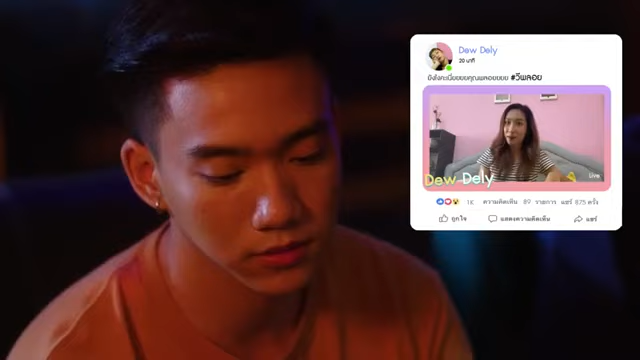 Dew Dely
20 นาที
#วีพลอย
Dew Dely
Live
1K ความคิดเห็น 89 รายการ แชร์ 875 ครั้ง
ถูกใจ แสดงความคิดเห็น แชร์